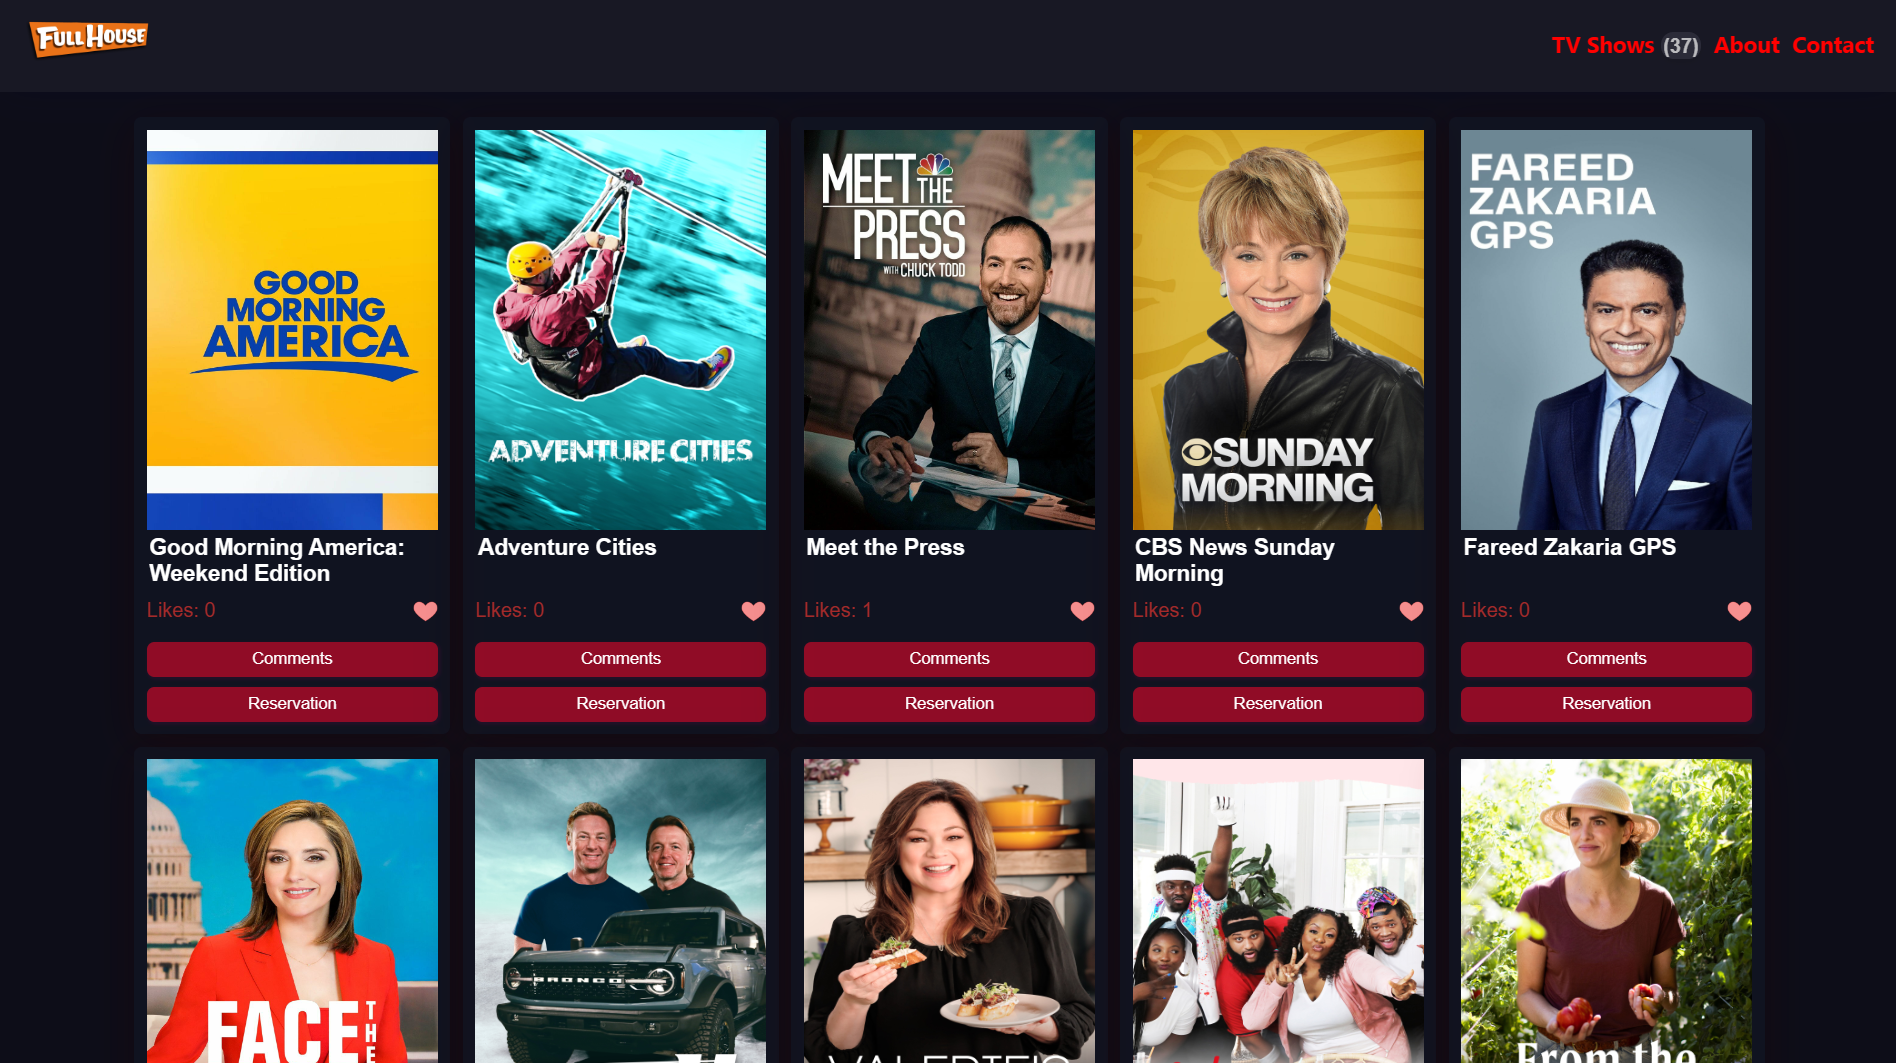 FULL HOUSE
TV Shows (37) About Contact
GOOD
MORNING
AMERICA
ADVENTURE CITIES
MEET
THE
PRESS
WITH CHUCK TODD
SUNDAY
MORNING
FAREED
ZAKARIA
GPS
Good Morning America:
Weekend Edition
Adventure Cities
Meet the Press
CBS News Sunday
Morning
Fareed Zakaria GPS
Likes: 0
Likes: 0
Likes: 1
Likes: 0
Likes: 0
Comments
Comments
Comments
Comments
Comments
Reservation
Reservation
Reservation
Reservation
Reservation
FACE
THE
BRONCO
From the